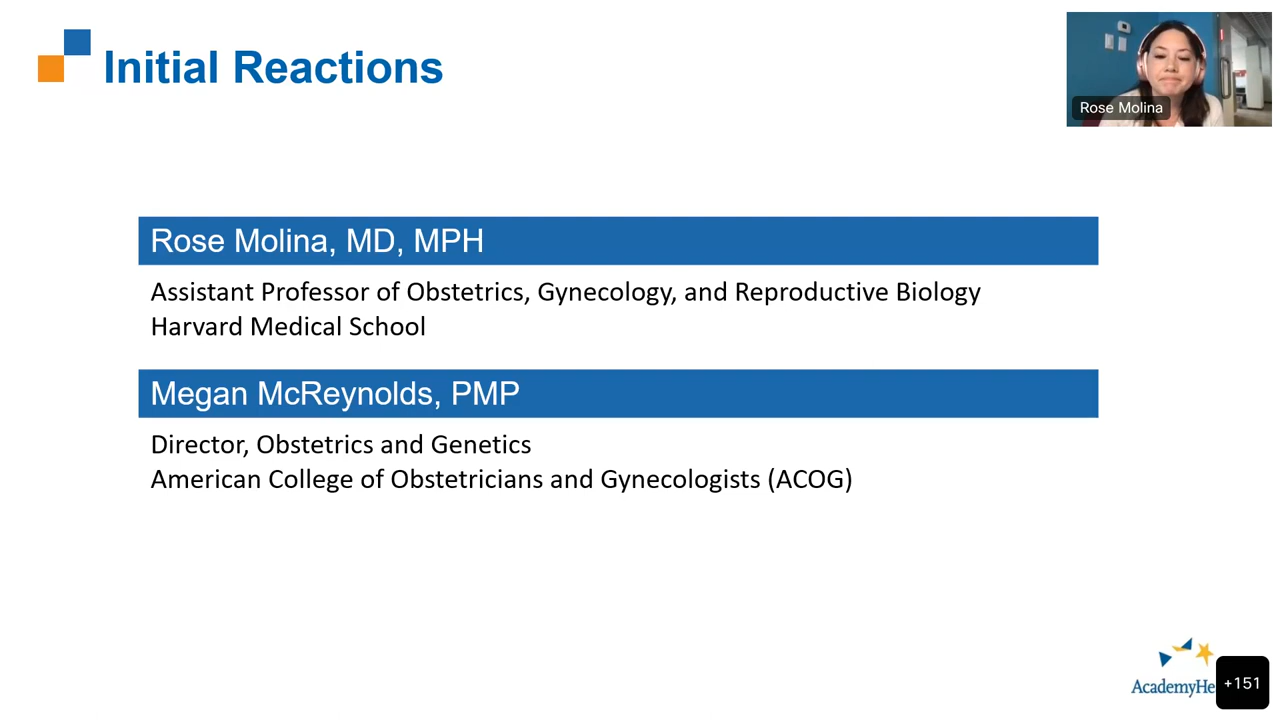 Initial Reactions
Rose Molina
Rose Molina, MD, MPH
Assistant Professor of Obstetrics, Gynecology, and Reproductive Biology
Harvard Medical School
Megan McReynolds, PMP
Director, Obstetrics and Genetics
American College of Obstetricians and Gynecologists (ACOG)
AcademyHe
+151